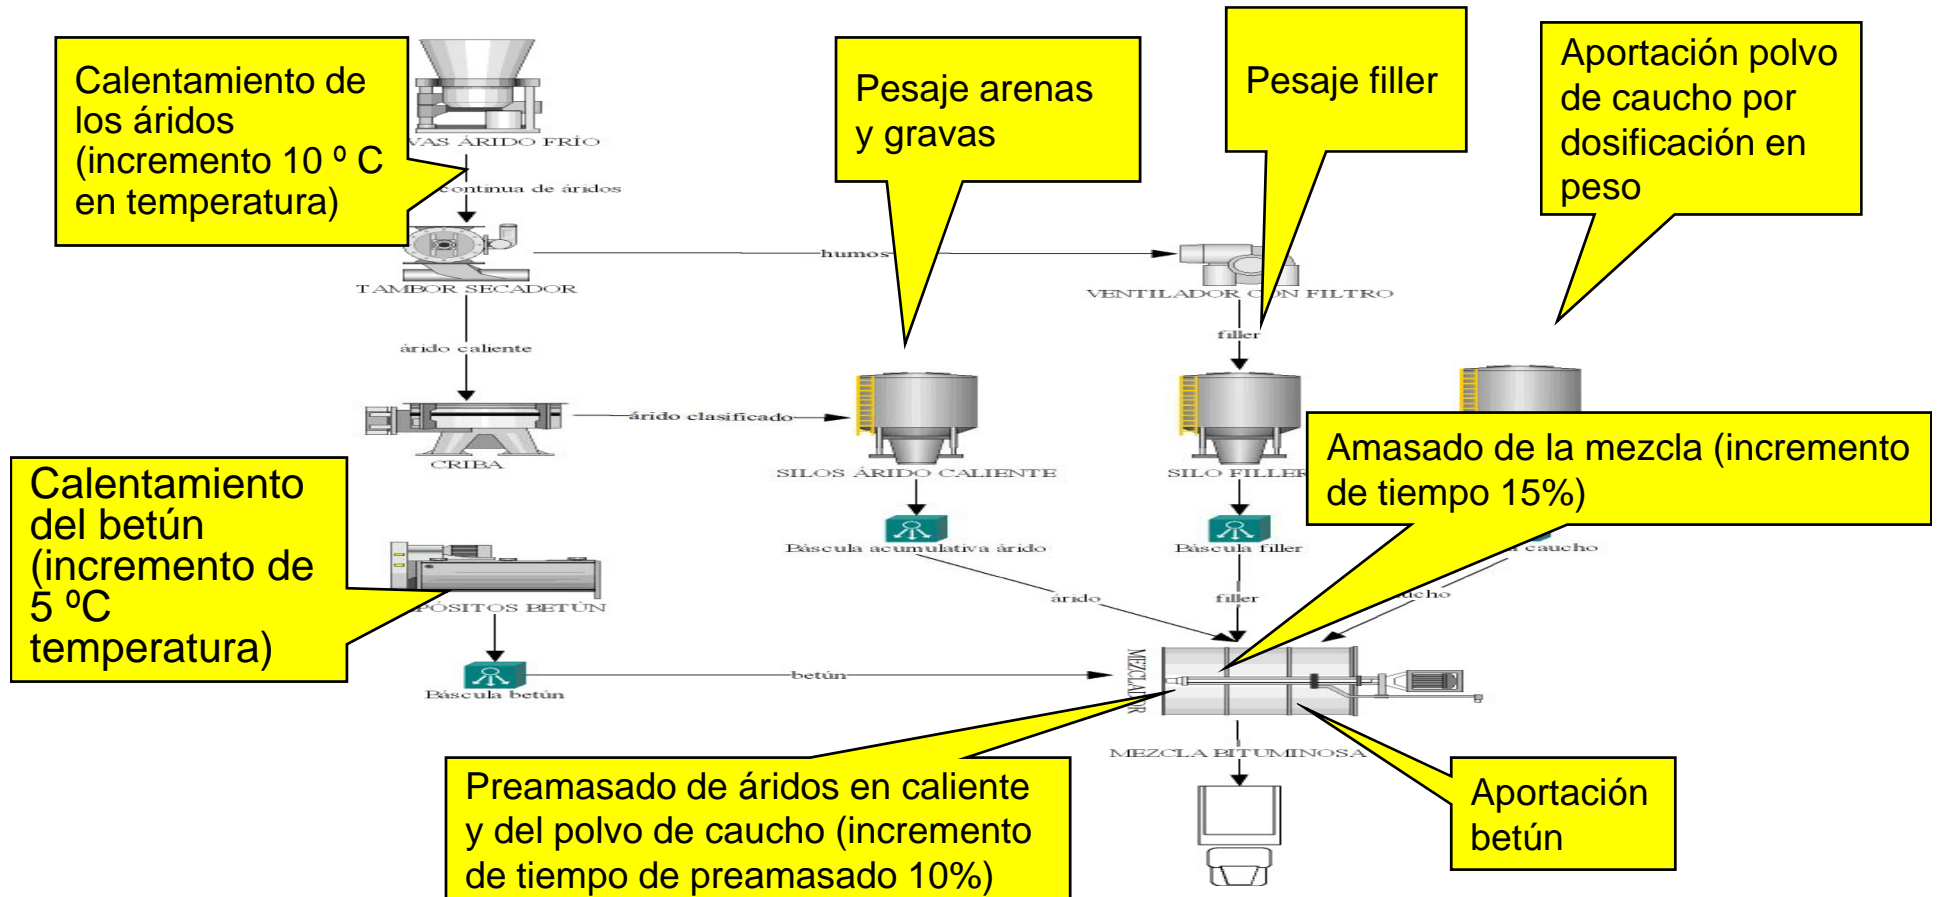 Calentamiento de
los áridos
(incremento 10 º C
en temperatura)
VAS ÁRIDO FRÍO
continua de áridos
TAMBOR SECADOR
humos
VENTILADOR CON FILTRO
Pesaje arenas
y gravas
Pesaje filler
Aportación polvo
de caucho por
dosificación en
peso
árido caliente
filler
árido clasificado
CRIBA
SILOS ÁRIDO CALIENTE
SILO FILLER
Amasado de la mezcla (incremento
de tiempo 15%)
Calentamiento
del betún
(incremento de
5 ºC
temperatura)
Báscula acumulativa árido
Báscula filler
caucho
PÓSITOS BETÚN
árido
filler
ucho
Báscula betún
betún
MEZCLADOR
MEZCLA BITUMINOSA
Preamasado de áridos en caliente
y del polvo de caucho (incremento
de tiempo de preamasado 10%)
Aportación
betún